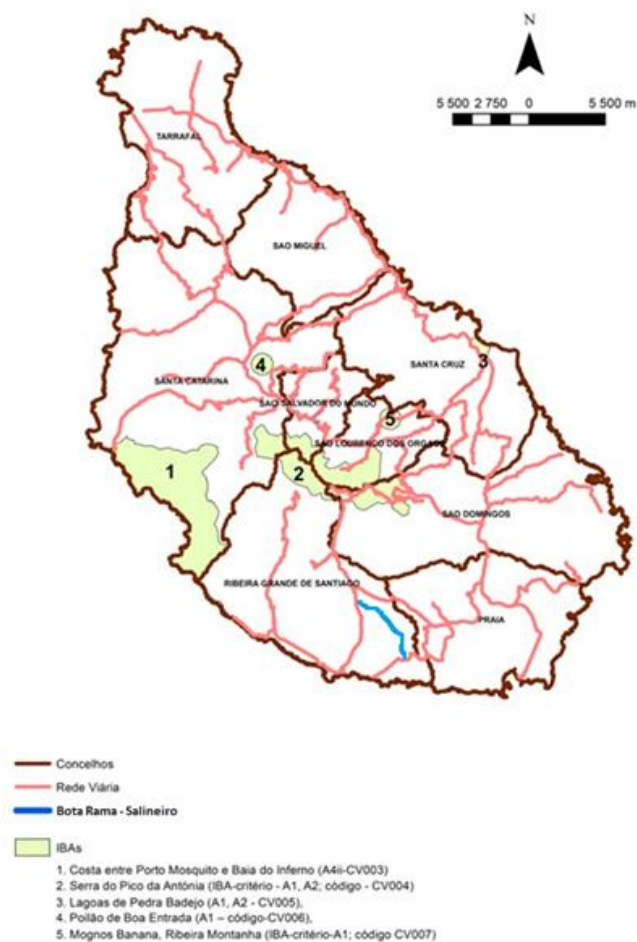 N
5 500 2 750 0 5 500 m
TARRAFAL
SAO MIGUEL
SANTA CRUZ
3
4
SANTA CATARINA
SAO SALVADOR DO MUNDO
5
SAO LOURENCO DOS ORGAOS
1
2
SAO DOMINGOS
RIBEIRA GRANDE DE SANTIAGO
PRAIA
Concelhos
Rede Viária
Bota Rama - Salineiro
IBAs
1. Costa entre Porto Mosquito e Baia do Inferno (A4ii-CV003)
2. Serra do Pico da Antónia (IBA-critério - A1, A2; código - CV004)
3. Lagoas de Pedra Badejo (A1, A2 - CV005),
4. Poilão de Boa Entrada (A1 – código-CV006),
5. Mognos Banana, Ribeira Montanha (IBA-critério-A1; código CV007)